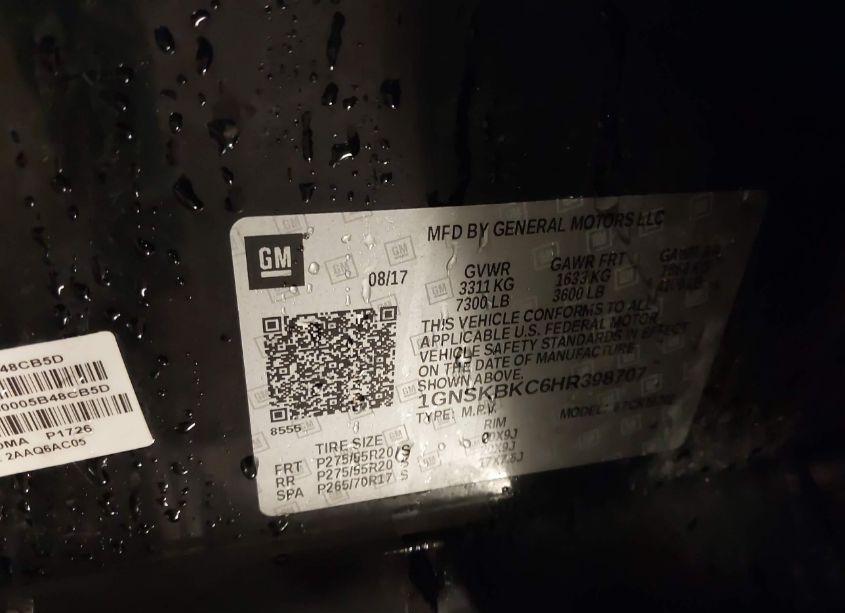 GM
MFD BY GENERAL MOTORS LLC
08/17
GVWR
3311 KG
7300 LB
GAWR FRT
1633 KG
3600 LB
GAWR
THIS VEHICLE CONFORMS TO ALL
APPLICABLE U.S. FEDERAL MOTOR
VEHICLE SAFETY STANDARDS IN EFFECT
ON THE DATE OF MANUFACTURE
SHOWN ABOVE.
1GNSKBKC6HR398707
TYPE: M.P.V.
MODEL:
8555
TIRE SIZE
RIM
FRT P275/55R20 S
RR P275/55R20 S
SPA P265/70R17 S
48CB5D
0005B48CB5D
OMA P1726
2AAQ6AC05